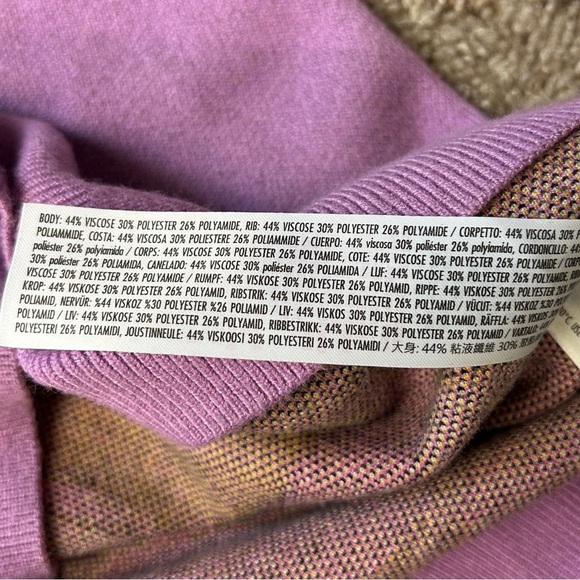 BODY: 44% VISCOSE 30% POLYESTER 26% POLYAMIDE, RIB: 44% VISCOSE 30% POLYESTER 26% POLYAMIDE / CORPETTO: 44% VISCOSA 30% P
POLIAMMIDE, COSTA: 44% VISCOSA 30% POLIESTERE 26% POLIAMMIDE / CUERPO: 44% viscosa 30% poliéster 26% polyiamida, CORDONCILLO: 44
poliéster 26% polyiamida / CORPS: 44% VISCOSE 30% POLYESTER 26% POLYAMIDE, COTE: 44% VISCOSE 30% POLYESTER 26% POLYAMIDE / CORP
30% poliéster 26% POLIAMIDA, CANELADO: 44% VISCOSE 30% poliéster 26% POLIAMIDA / LIJF: 44% VISCOSE 30% POLYESTER 26% POLYAMIDE,
VISCOSE 30% POLYESTER 26% POLYAMIDE / RUMPF: 44% VISKOSE 30% POLYESTER 26% POLYAMID, RIPPE: 44% VISKOSE 30% POLYESTER 26%
KROP: 44% VISKOSE 30% POLYESTER 26% POLYAMID, RIBSTRIK: 44% VISKOSE 30% POLYESTER 26% POLYAMID / VÜCUT: %44 VISKOZ %30 POLYES
POLIAMID, NERVÜR: %44 VISKOZ %30 POLYESTER %26 POLIAMID / LIV: 44% VISKOS 30% POLYESTER 26% POLYAMID, RÄFFLA: 44% VISKOS
POLYAMID / LIV: 44% VISKOSE 30% POLYESTER 26% POLYAMID, RIBBESTRIKK: 44% VISKOSE 30% POLYESTER 26% POLYAMID / VARTALO: 44%
POLYESTERI 26% POLYAMIDI, JOUSTINNEULE: 44% VISKOOSI 30% POLYESTERI 26% POLYAMIDI / 大身: 44% 粘液纖維 30%